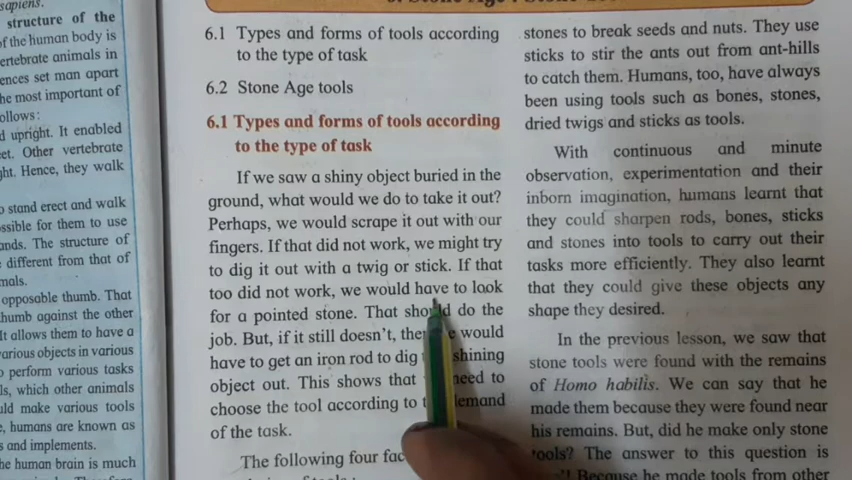 sapiens.
structure of the
of the human body is
vertebrate animals in
ences set man apart
he most important of
ollows:
d upright. It enabled
eet. Other vertebrate
ght. Hence, they walk
o stand erect and walk
ossible for them to use
ands. The structure of
different from that of
mals.
opposable thumb. That
humb against the other
It allows them to have a
various objects in various
o perform various tasks
ls, which other animals
uld make various tools
e, humans are known as
s and implements.
he human brain is much
6.1 Types and forms of tools according
to the type of task
6.2 Stone Age tools
6.1 Types and forms of tools according
to the type of task
If we saw a shiny object buried in the
ground, what would we do to take it out?
Perhaps, we would scrape it out with our
fingers. If that did not work, we might try
to dig it out with a twig or stick. If that
too did not work, we would have to look
for a pointed stone. That should do the
job. But, if it still doesn't, the e would
have to get an iron rod to dig shining
object out. This shows that need to
choose the tool according to t demand
of the task.
The following four fac
stones to break seeds and nuts. They use
sticks to stir the ants out from ant-hills
to catch them. Humans, too, have always
been using tools such as bones, stones,
dried twigs and sticks as tools.
With continuous and minute
observation, experimentation and their
inborn imagination, humans learnt that
they could sharpen rods, bones, sticks
and stones into tools to carry out their
tasks more efficiently. They also learnt
that they could give these objects any
shape they desired.
In the previous lesson, we saw that
stone tools were found with the remains
of Homo habilis. We can say that he
made them because they were found near
his remains. But, did he make only stone
tools? The answer to this question is
Because he made tools from other